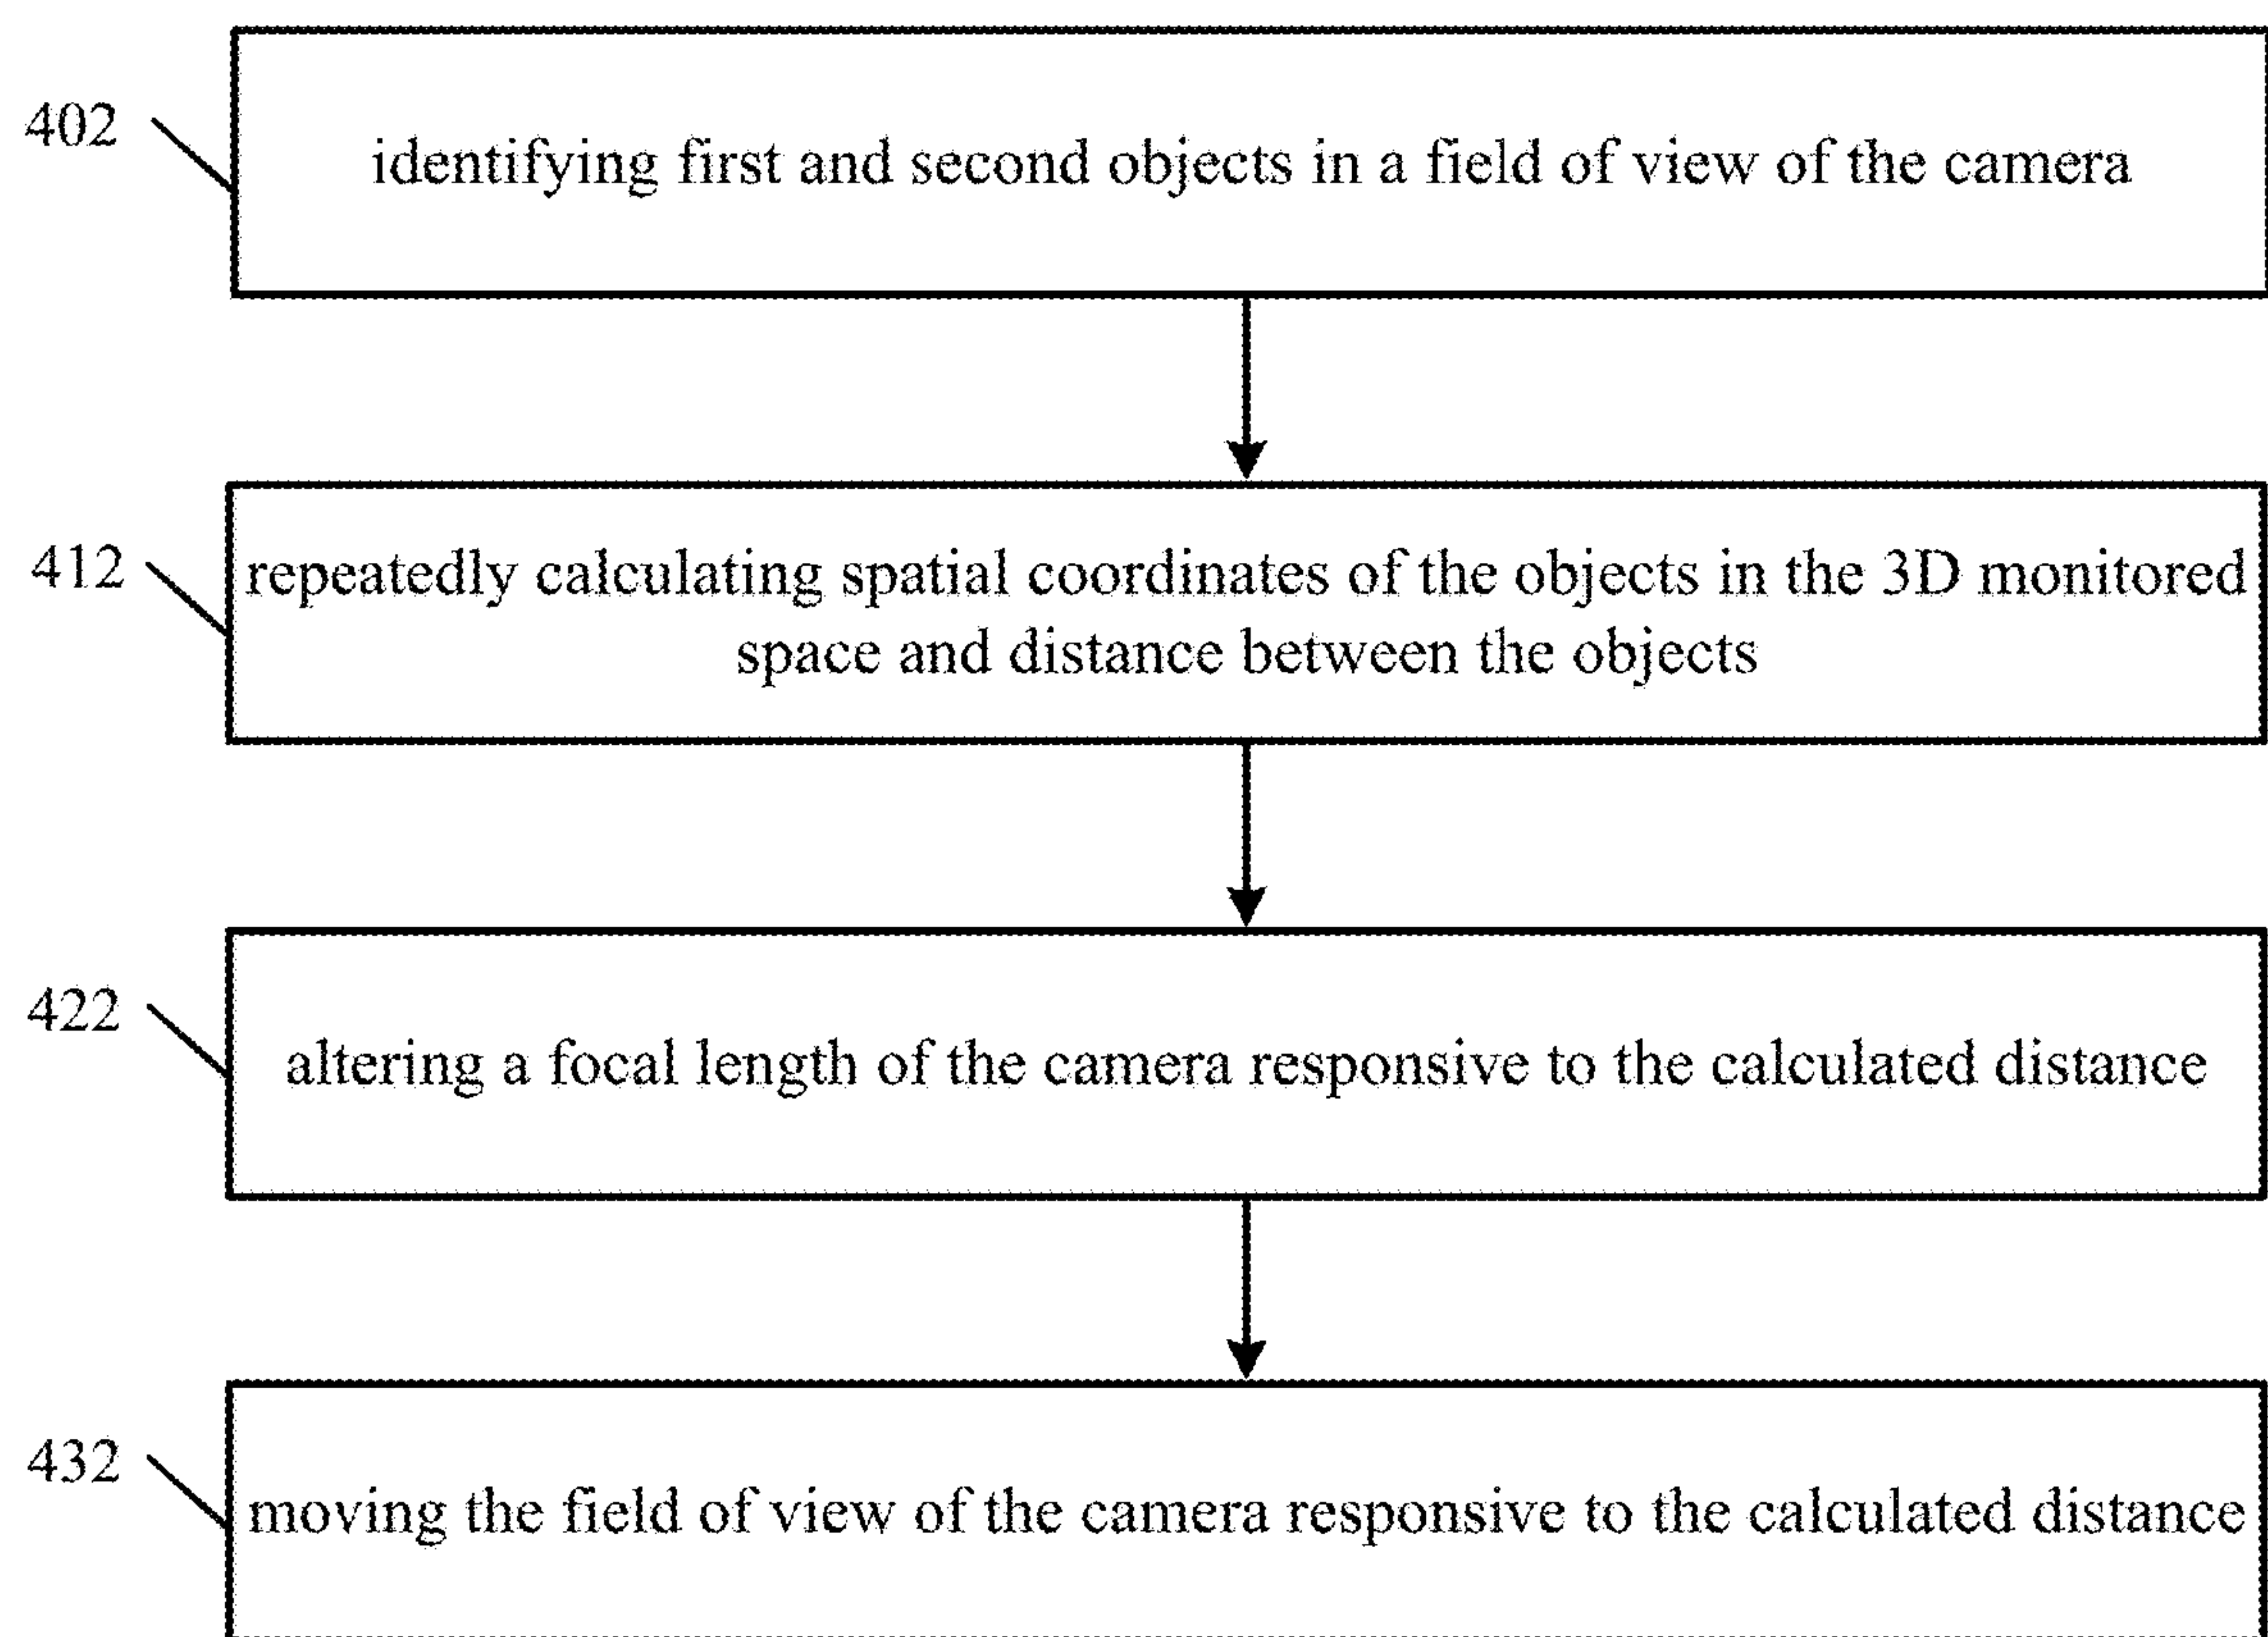 402
identifying first and second objects in a field of view of the camera
412
repeatedly calculating spatial coordinates of the objects in the 3D monitored
space and distance between the objects
422
altering a focal length of the camera responsive to the calculated distance
432
moving the field of view of the camera responsive to the calculated distance